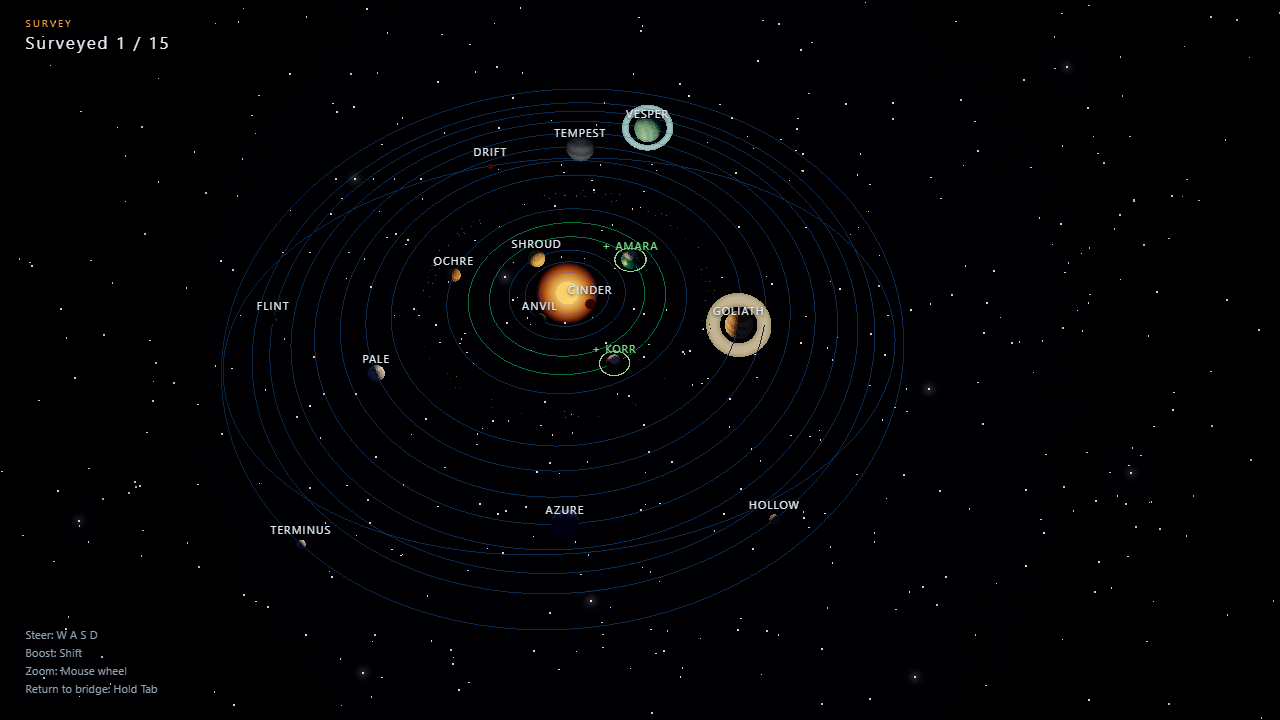 SURVEY
Surveyed 1 / 15
VESPER
TEMPEST
DRIFT
SHROUD
+ AMARA
OCHRE
CINDER
ANVIL
FLINT
GOLIATH
+ KORR
PALE
HOLLOW
AZURE
TERMINUS
Steer: W A S D
Boost: Shift
Zoom: Mouse wheel
Return to bridge: Hold Tab